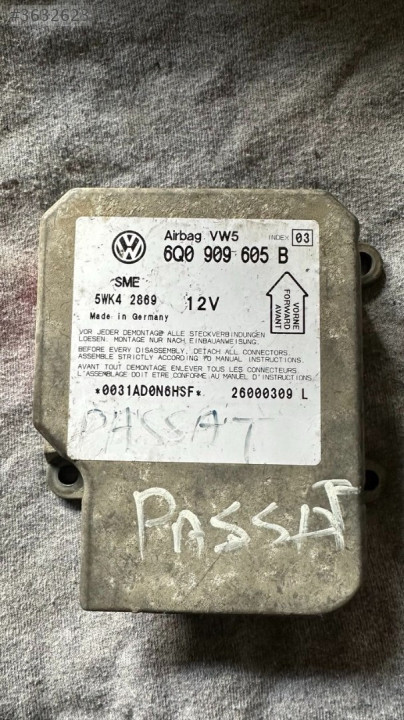 #3632623
Airbag VW5 INDEX 03
6Q0 909 605 B
SME
5WK4 2869 12V
Made in Germany
VORNE
FORWARD
AVANT
VOR JEDER DEMONTAGE ALLE STECKVERBINDUNGEN
LOESEN. MONTAGE NUR NACH EINBAUANWEISUNG.
BEFORE EVERY DISASSEMBLY, DETACH ALL CONNECTORS.
ASSEMBLE STRICTLY ACCORDING TO MANUAL INSTRUCTIONS.
AVANT TOUT DEMONTAGE ENLEVER TOUS LES CONNECTEURS.
L'ASSEMBLAGE DOIT ETRE CONFORME AU MANUEL D'INSTRUCTIONS
*0031AD0N6HSF* 26000309 L
PASSAT
PASSAT